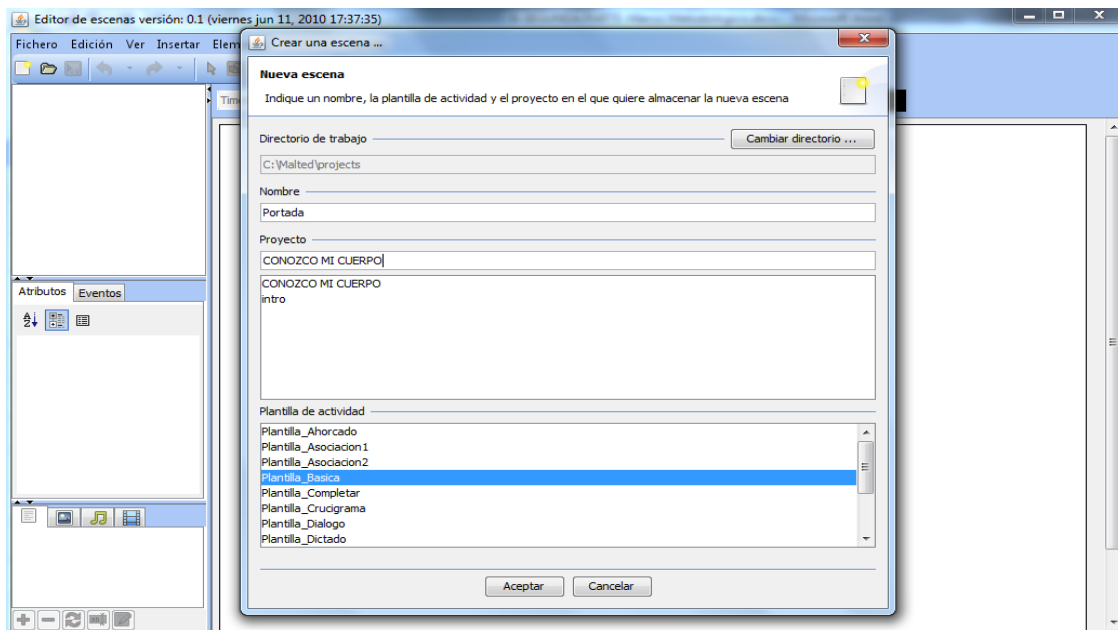 Editor de escenas versión: 0.1 (viernes jun 11, 2010 17:37:35)
Fichero Edición Ver Insertar Elem
Crear una escena ...
Nueva escena
Indique un nombre, la plantilla de actividad y el proyecto en el que quiere almacenar la nueva escena
Time
Directorio de trabajo
Cambiar directorio ...
C:\Malted\projects
Nombre
Portada
Proyecto
CONOZCO MI CUERPO
CONOZCO MI CUERPO
intro
Atributos Eventos
Plantilla de actividad
Plantilla_Ahorcado
Plantilla_Asociacion1
Plantilla_Asociacion2
Plantilla_Basica
Plantilla_Completar
Plantilla_Crucigrama
Plantilla_Dialogo
Plantilla_Dictado
Aceptar Cancelar